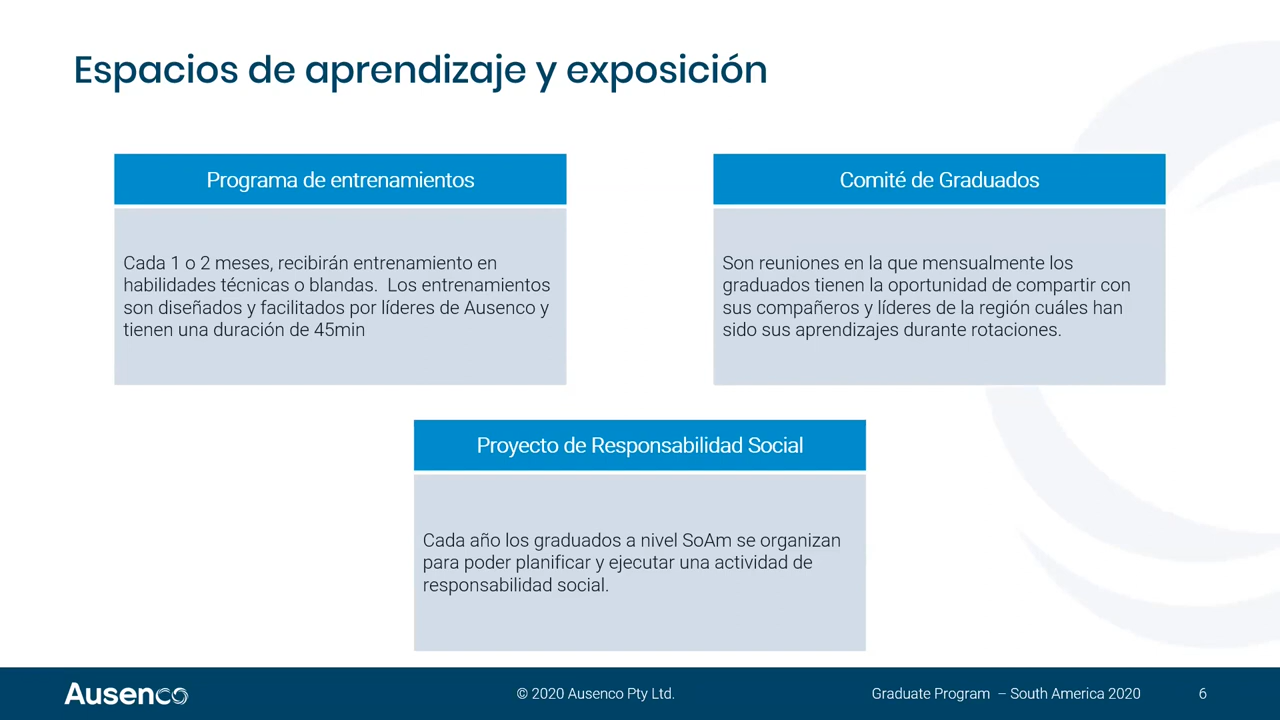 Espacios de aprendizaje y exposición
Programa de entrenamientos
Cada 1 o 2 meses, recibirán entrenamiento en
habilidades técnicas o blandas.  Los entrenamientos
son diseñados y facilitados por líderes de Ausenco y
tienen una duración de 45min
Comité de Graduados
Son reuniones en la que mensualmente los
graduados tienen la oportunidad de compartir con
sus compañeros y líderes de la región cuáles han
sido sus aprendizajes durante rotaciones.
Proyecto de Responsabilidad Social
Cada año los graduados a nivel SoAm se organizan
para poder planificar y ejecutar una actividad de
responsabilidad social.
Ausenco
© 2020 Ausenco Pty Ltd.
Graduate Program  – South America 2020
6